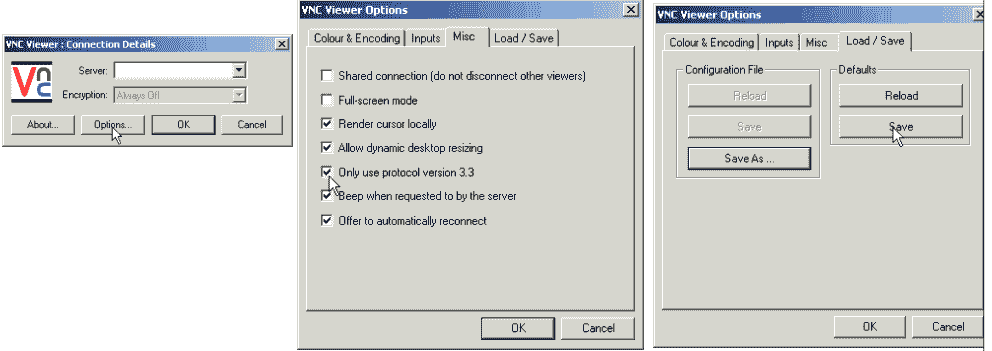 VNC Viewer : Connection Details
VNC
Server:
Encryption: Always Off
About... Options... OK Cancel
VNC Viewer Options
Colour & Encoding Inputs Misc Load / Save
Shared connection (do not disconnect other viewers)
Full-screen mode
Render cursor locally
Allow dynamic desktop resizing
Only use protocol version 3.3
Beep when requested to by the server
Offer to automatically reconnect
OK Cancel
VNC Viewer Options
Colour & Encoding Inputs Misc Load / Save
Configuration File
Reload
Save
Save As ...
Defaults
Reload
Save
OK Cancel